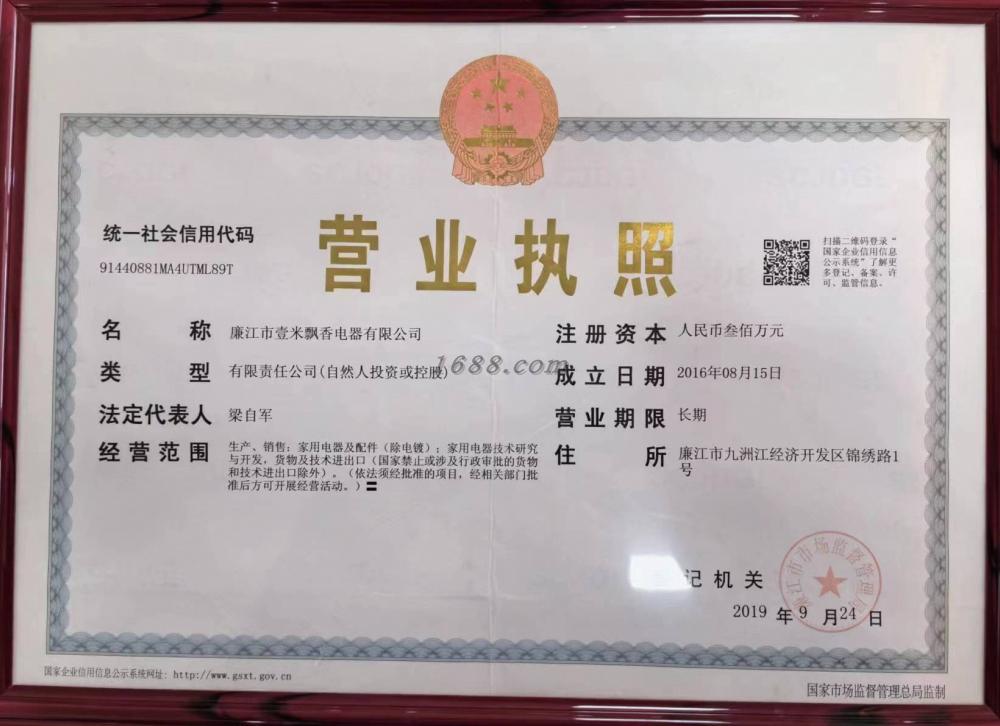 统一社会信用代码
91440881MA4UTML89T
营业执照
扫描二维码登录“
国家企业信用信息
公示系统”了解更
多登记、备案、许
可、监管信息。
名称 廉江市壹米飘香电器有限公司
类型 有限责任公司(自然人投资或控股)
法定代表人 梁自军
经营范围 生产、销售:家用电器及配件(除电镀);家用电器技术研究
与开发,货物及技术进出口(国家禁止或涉及行政审批的货物
和技术进出口除外)。(依法须经批准的项目,经相关部门批
准后方可开展经营活动。)
注册资本 人民币叁佰万元
成立日期 2016年08月15日
营业期限 长期
住所 廉江市九洲江经济开发区锦绣路1
号
1688.com
记机关
廉江市市场监督管理局
2019年9月24日
国家企业信用信息公示系统网址: http://www.gsxt.gov.cn
国家市场监督管理总局监制